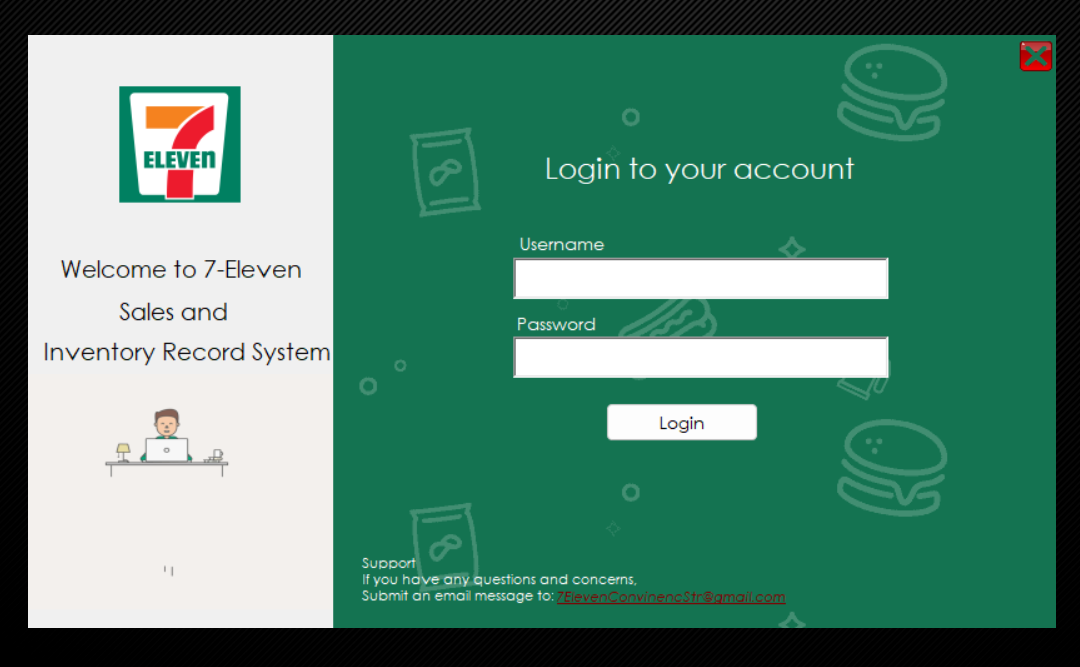 7
ELEVEN
Welcome to 7-Eleven
Sales and
Inventory Record System
Login to your account
Username
Password
Login
Support
If you have any questions and concerns,
Submit an email message to: 7ElevenConvinencStr@gmail.com